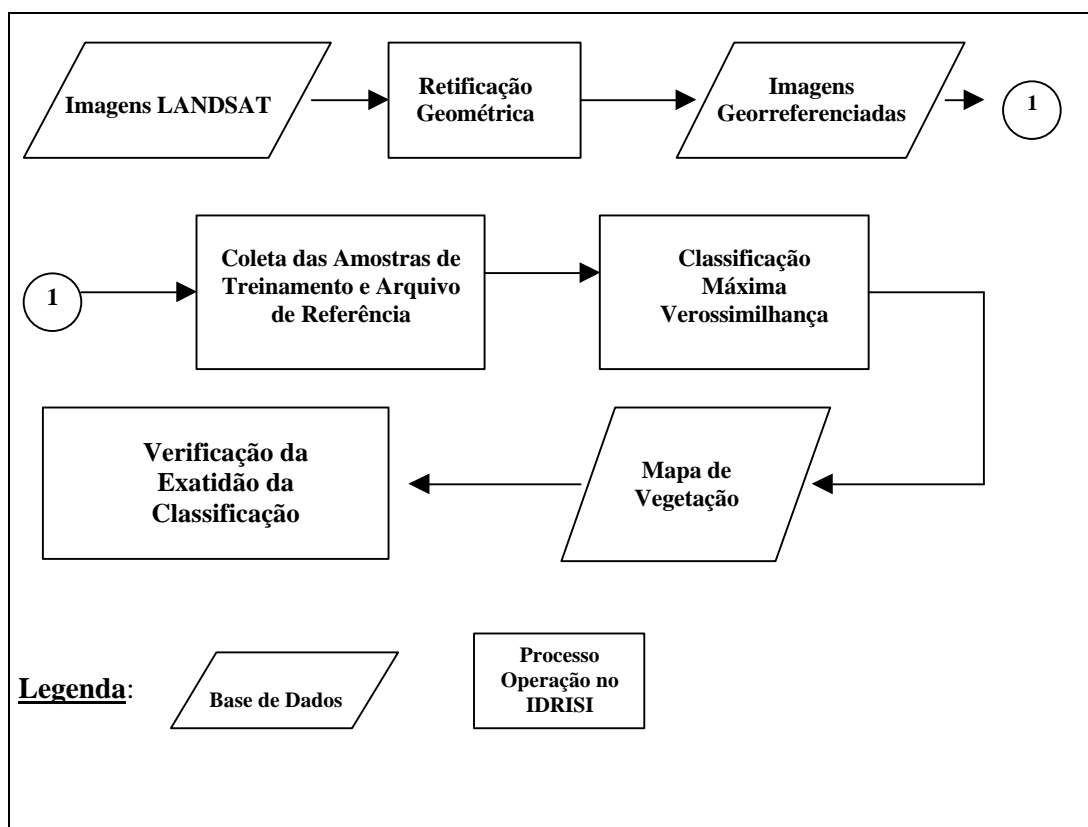 Imagens LANDSAT
Retificação
Geométrica
Imagens
Georreferenciadas
1
1
Coleta das Amostras de
Treinamento e Arquivo
de Referência
Classificação
Máxima
Verossimilhança
Verificação da
Exatidão da
Classificação
Mapa de
Vegetação
Legenda:
Base de Dados
Processo
Operação no
IDRISI